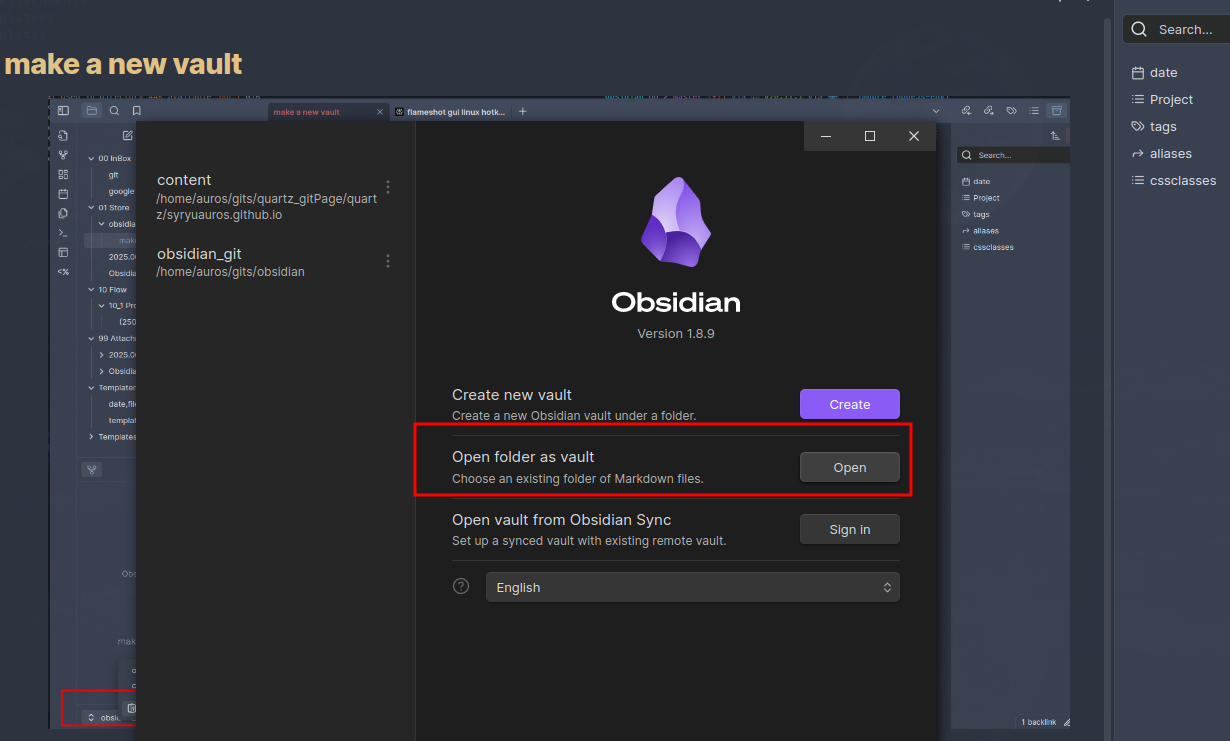 make a new vault
Search...
date
Project
tags
aliases
cssclasses
make a new vault
flameshot gui linux hotk...
00 InBox
git
google
01 Store
obsidia
make
2025.0
Obsidia
10 Flow
10_1 Pro
(250
99 Attach
2025.0
Obsidia
Templater
date,file
templat
Templates
Obs
mak
obsi
content
/home/auros/gits/quartz_gitPage/quart
z/syryuauros.github.io
obsidian_git
/home/auros/gits/obsidian
Obsidian
Version 1.8.9
Create new vault
Create a new Obsidian vault under a folder.
Create
Open folder as vault
Choose an existing folder of Markdown files.
Open
Open vault from Obsidian Sync
Set up a synced vault with existing remote vault.
Sign in
English
Search...
date
Project
tags
aliases
cssclasses
1 backlink